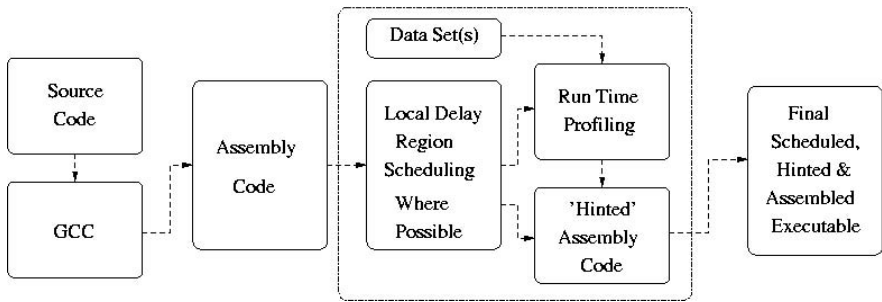 Source
Code
GCC
Assembly
Code
Data Set(s)
Local Delay
Region
Scheduling
Where
Possible
Run Time
Profiling
'Hinted'
Assembly
Code
Final
Scheduled,
Hinted &
Assembled
Executable